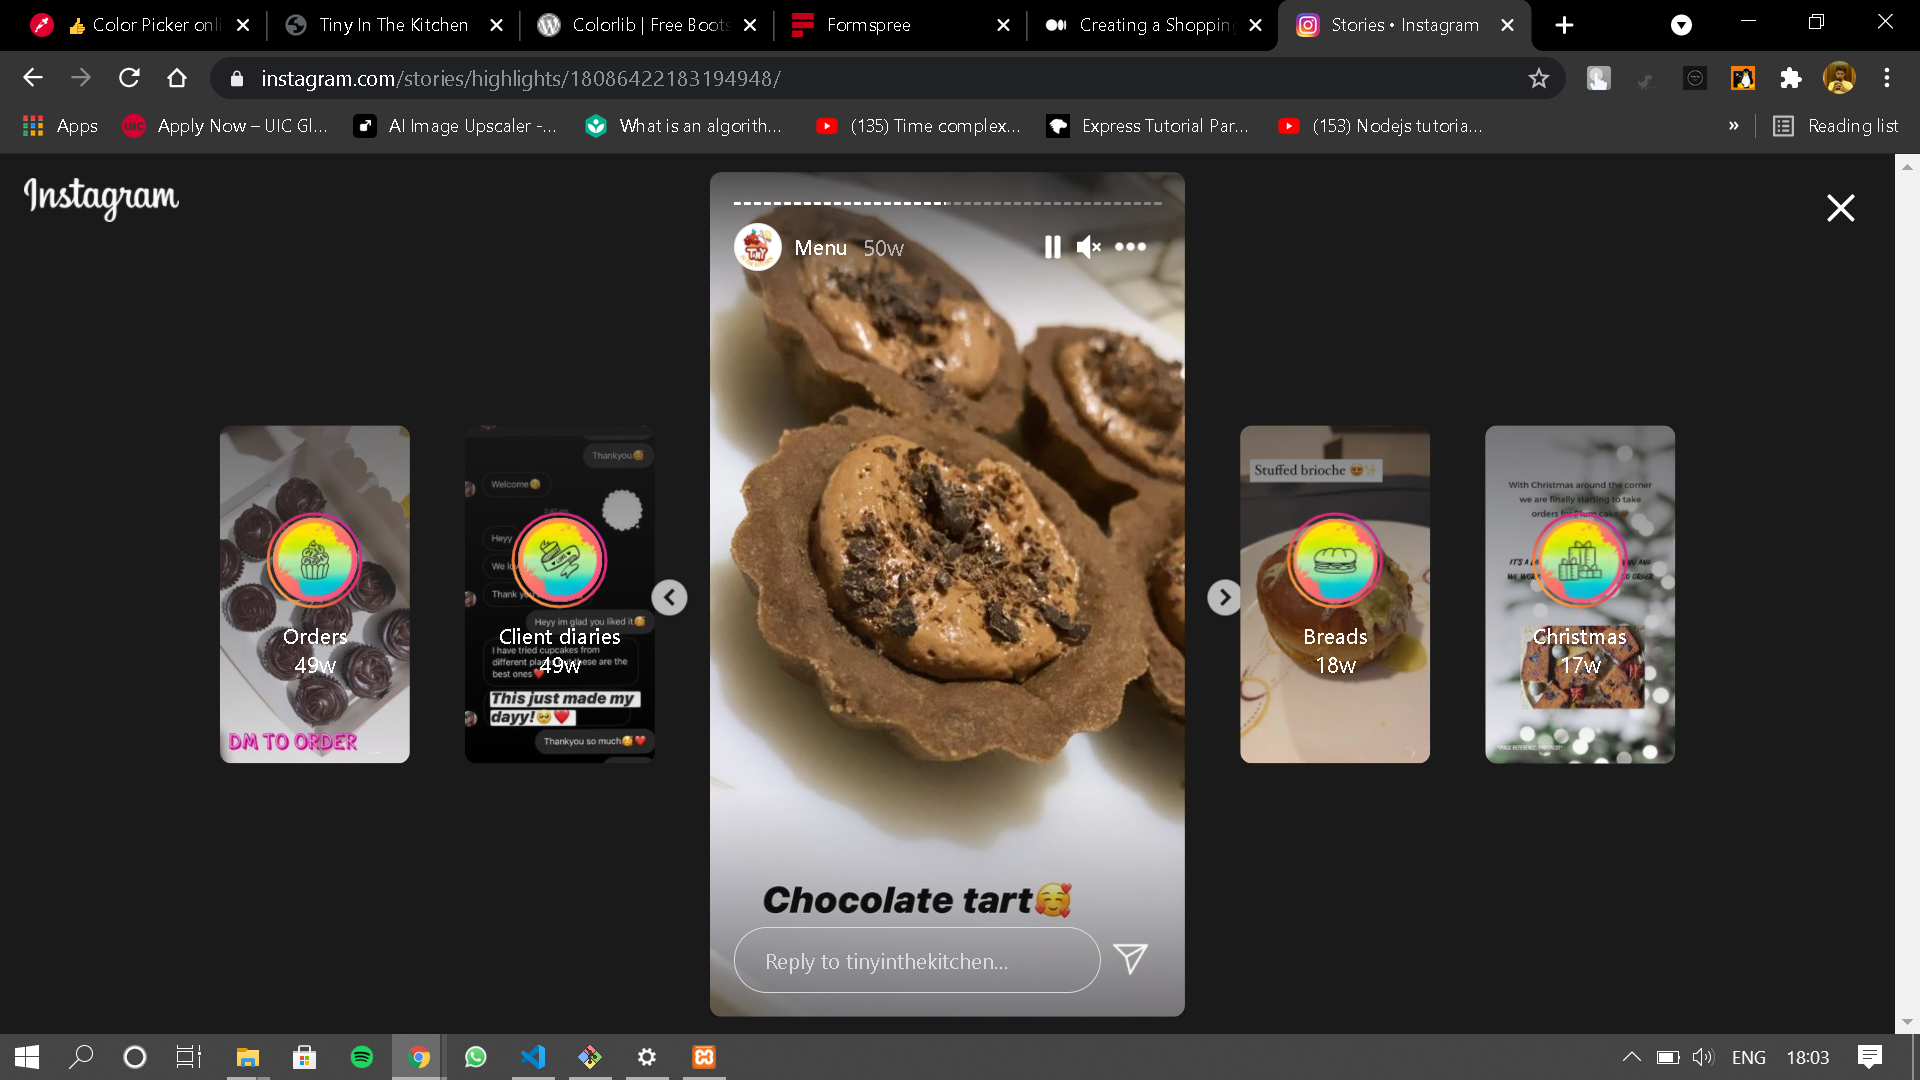 👍 Color Picker onli
Tiny In The Kitchen
Colorlib | Free Boots
Formspree
Creating a Shopping
Stories • Instagram
instagram.com/stories/highlights/18086422183194948/
Apps
Apply Now – UIC Gl...
AI Image Upscaler -...
What is an algorith...
(135) Time complex...
Express Tutorial Par...
(153) Nodejs tutoria...
»
Reading list
Instagram
Menu 50w
TINY
Chocolate tart🥰
Reply to tinyinthekitchen...
Orders
49w
DM TO ORDER
Thankyou🥰
Welcome😘
Heyy
We lo
Thank y
Heyy im glad you liked it🥰
Client diaries
49w
I have tried cupcakes from
different pla these are the
best ones❤️
This just made my
dayy!🥺❤️
Thankyou so much🥰❤️
Stuffed brioche 😍✨
Breads
18w
With Christmas around the corner
we are finally starting to take
orders for Plum cake
Christmas
17w
ENG
18:03